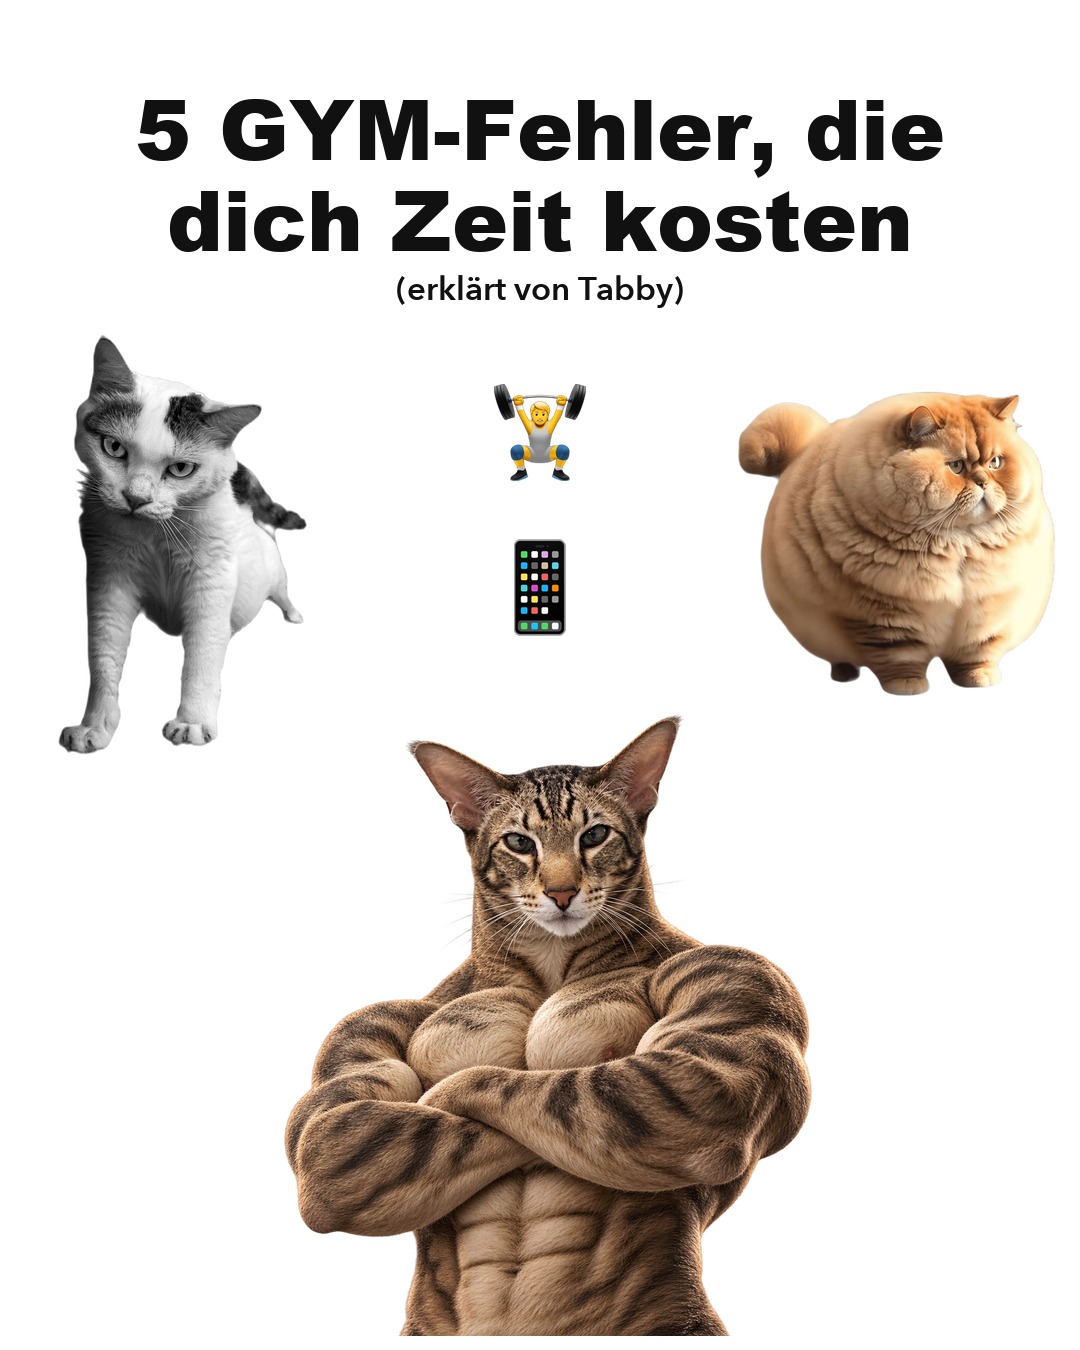 5 GYM-Fehler, die
dich Zeit kosten
(erklärt von Tabby)